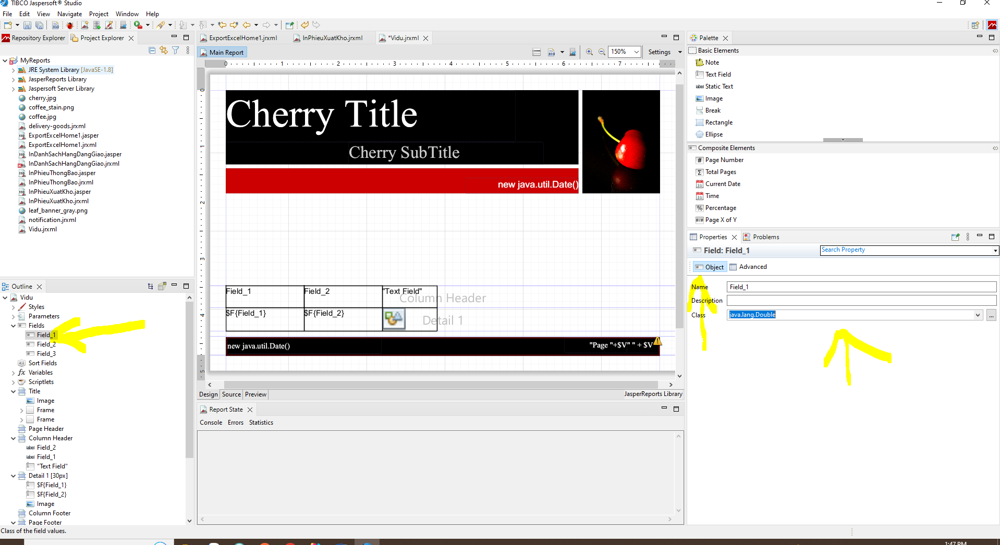 TIBCO Jaspersoft® Studio
File Edit View Navigate Project Window Help
Repository Explorer Project Explorer
MyReports
JRE System Library [JavaSE-1.8]
JasperReports Library
Jaspersoft Server Library
cherry.jpg
coffee_stain.png
coffee.jpg
delivery-goods.jrxml
ExportExcelHome1.jasper
ExportExcelHome1.jrxml
InDanhSachHangDangGiao.jasper
InDanhSachHangDangGiao.jrxml
InPhieuThongBao.jasper
InPhieuThongBao.jrxml
InPhieuXuatKho.jasper
InPhieuXuatKho.jrxml
leaf_banner_gray.png
notification.jrxml
Vidu.jrxml
Outline
Vidu
Styles
Parameters
Fields
Field_1
Field_2
Field_3
Sort Fields
Variables
Scriptlets
Title
Image
Frame
Frame
Page Header
Column Header
Field_2
Field_1
"Text Field"
Detail 1 [30px]
$F{Field_1}
$F{Field_2}
Image
Column Footer
Page Footer
Class of the field values.
ExportExcelHome1.jrxml InPhieuXuatKho.jrxml *Vidu.jrxml
Main Report
150% Settings
0 1 2 3 4 5 6 7
0
1
2
3
4
5
Cherry Title
Cherry SubTitle
new java.util.Date()
Field_1 Field_2 "Text Field"
Column Header
$F{Field_1} $F{Field_2}
Detail 1
new java.util.Date() "Page "+$V" " + $V
Design Source Preview JasperReports Library
Report State
Console Errors Statistics
Palette
Basic Elements
Note
Text Field
Static Text
Image
Break
Rectangle
Ellipse
Composite Elements
Page Number
Total Pages
Current Date
Time
Percentage
Page X of Y
Properties Problems
Field: Field_1 Search Property
Object Advanced
Name Field_1
Description
Class java.lang.Double ...
1:47 PM